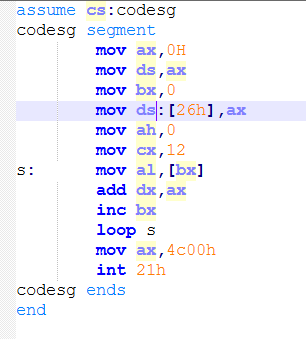 assume cs:codesg
codesg segment
mov ax,0H
mov ds,ax
mov bx,0
mov ds:[26h],ax
mov ah,0
mov cx,12
s: mov al,[bx]
add dx,ax
inc bx
loop s
mov ax,4c00h
int 21h
codesg ends
end